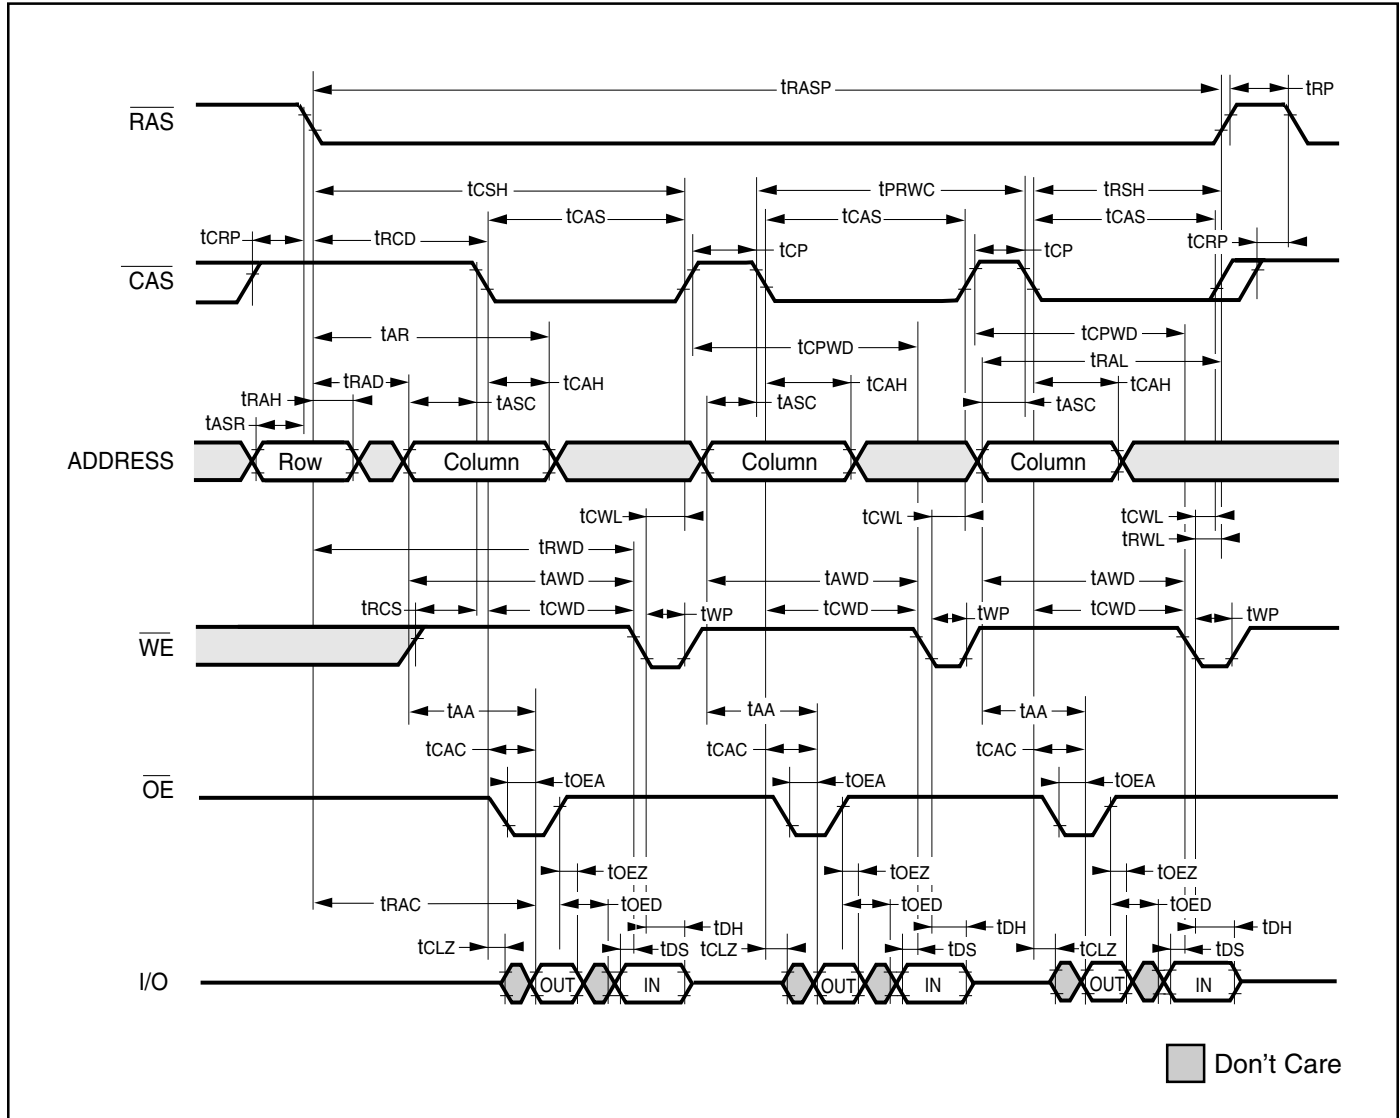 tRASP tRP
RAS
tCSH tPRWC tRSH
tCAS tCAS tCAS
tCRP tRCD tCP tCP tCRP
CAS
tAR tCPWD tCPWD
tRAL
tRAD tCAH tCAH tCAH
tRAH tASC tASC tASC
tASR
ADDRESS Row Column Column Column
tCWL tCWL tCWL
tRWD tRWL
tAWD tAWD tAWD
tRCS tCWD tWP tCWD tWP tCWD tWP
WE
tAA tAA tAA
tCAC tCAC tCAC
tOEA tOEA tOEA
OE
tOEZ tOEZ tOEZ
tRAC tOED tOED tOED
tDH tDH tDH
tCLZ tDS tCLZ tDS tCLZ tDS
I/O OUT IN OUT IN OUT IN
Don't Care